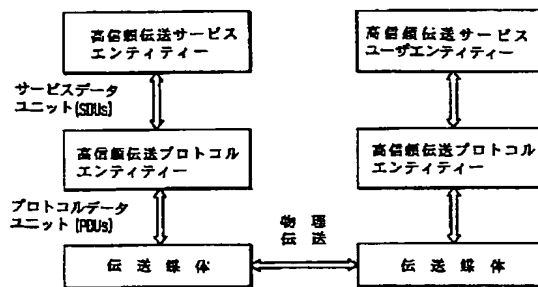 高信頼伝送サービス
エンティティー
高信頼伝送サービス
ユーザエンティティー
サービスデータ
ユニット(SDUs)
高信頼伝送プロトコル
エンティティー
高信頼伝送プロトコル
エンティティー
プロトコルデータ
ユニット(PDUs)
物理
伝送
伝送媒体
伝送媒体